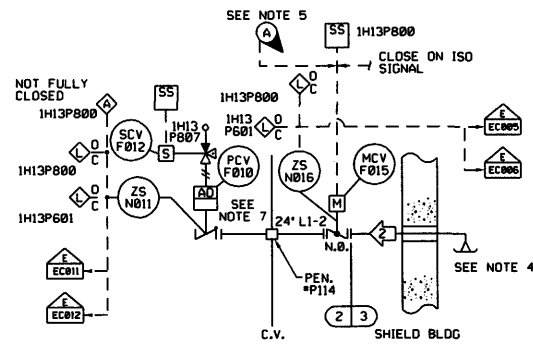 SEE NOTE 5
A
SS
1H13P800
CLOSE ON ISO
SIGNAL
NOT FULLY
CLOSED
1H13P800
A
SS
L
O
C
1H13P800
1H13
P601
L
O
C
E
EC005
E
EC006
SCV
F012
S
1H13
P807
L
O
C
1H13P800
PCV
F010
AO
ZS
N016
MCV
F015
M
L
O
C
1H13P601
ZS
N011
SEE
NOTE 7
24" L1-2
N.O.
2
SEE NOTE 4
E
EC011
E
EC012
PEN.
#P114
2
3
C.V.
SHIELD BLDG